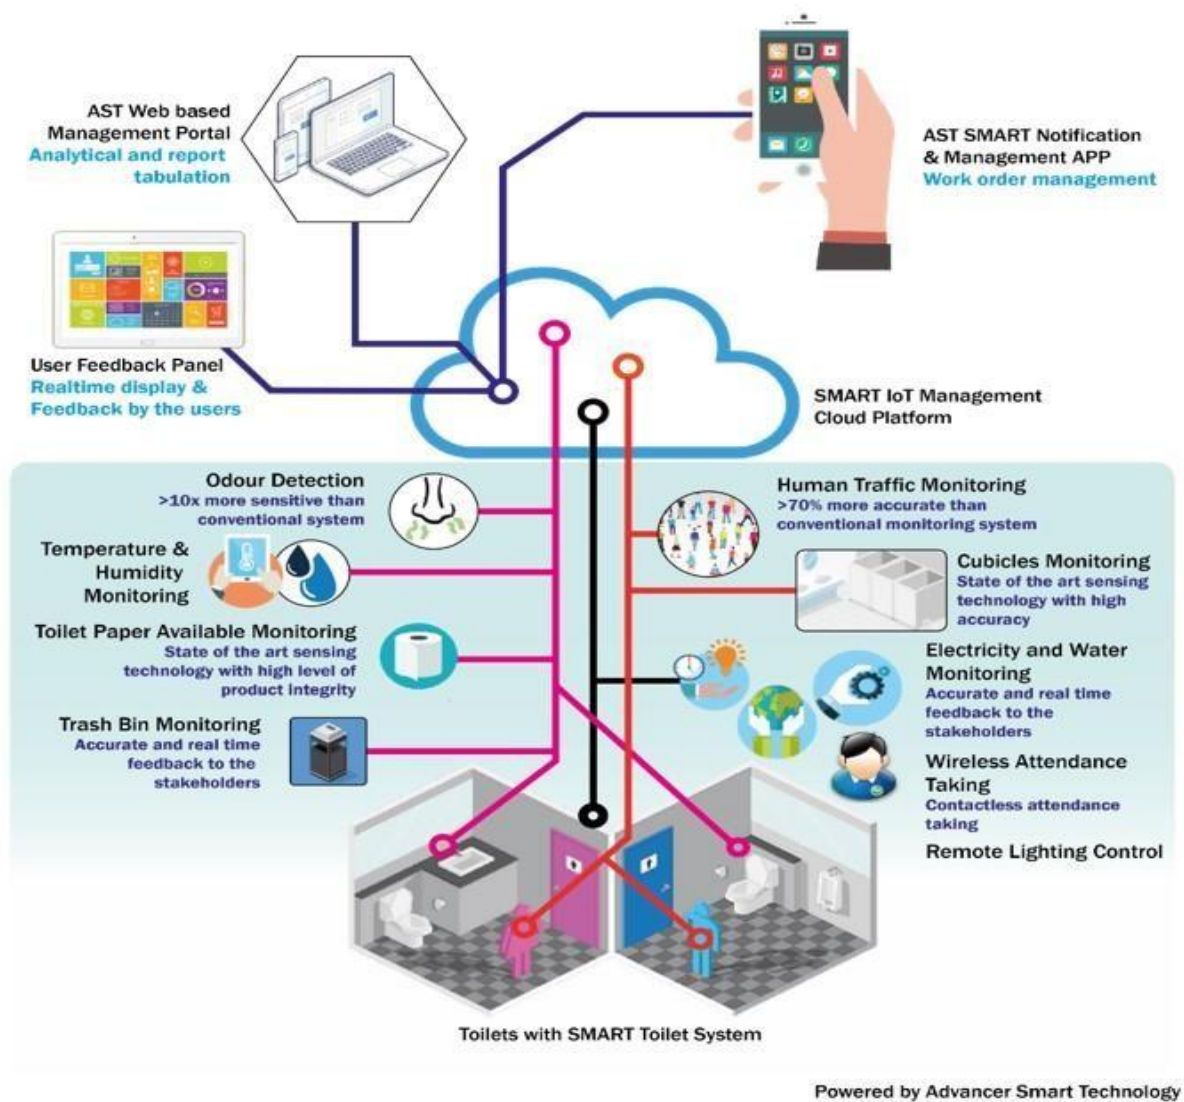 AST Web based
Management Portal
Analytical and report
tabulation
AST SMART Notification
& Management APP
Work order management
User Feedback Panel
Realtime display &
Feedback by the users
SMART IoT Management
Cloud Platform
Odour Detection
>10x more sensitive than
conventional system
Temperature &
Humidity
Monitoring
Toilet Paper Available Monitoring
State of the art sensing
technology with high level of
product integrity
Trash Bin Monitoring
Accurate and real time
feedback to the
stakeholders
Human Traffic Monitoring
>70% more accurate than
conventional monitoring system
Cubicles Monitoring
State of the art sensing
technology with high
accuracy
Electricity and Water
Monitoring
Accurate and real time
feedback to the
stakeholders
Wireless Attendance
Taking
Contactless attendance
taking
Remote Lighting Control
Toilets with SMART Toilet System
Powered by Advancer Smart Technology